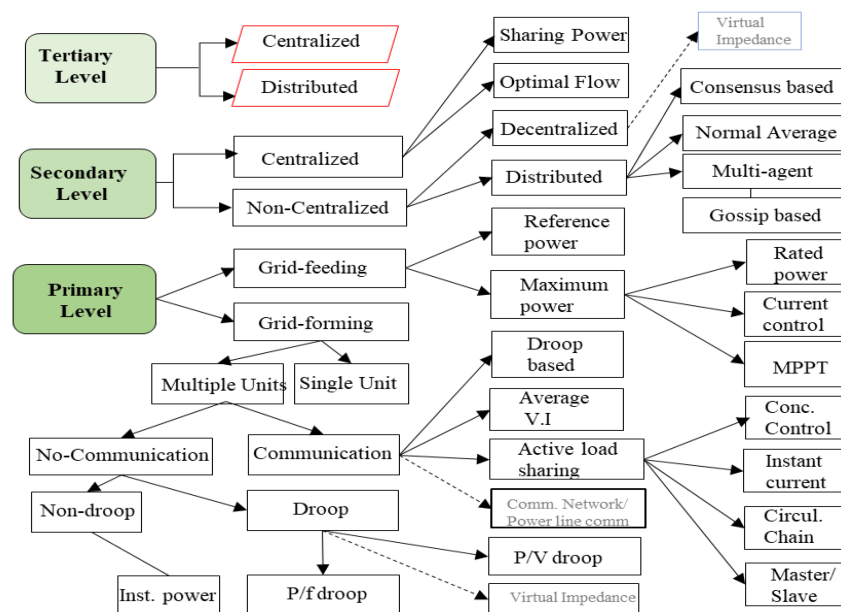 Tertiary
Level
Centralized
Distributed
Sharing Power
Optimal Flow
Virtual
Impedance
Secondary
Level
Centralized
Non-Centralized
Decentralized
Distributed
Consensus based
Normal Average
Multi-agent
Gossip based
Primary
Level
Grid-feeding
Grid-forming
Reference
power
Maximum
power
Rated
power
Current
control
MPPT
Multiple Units
Single Unit
No-Communication
Communication
Droop
based
Average
V.I
Active load
sharing
Comm. Network/
Power line comm
Conc.
Control
Instant
current
Circul.
Chain
Master/
Slave
Non-droop
Droop
Inst. power
P/f droop
P/V droop
Virtual Impedance